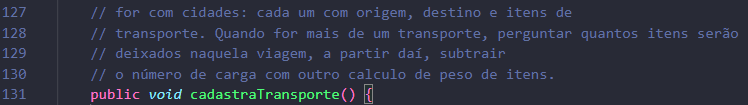 127 // for com cidades: cada um com origem, destino e itens de
128 // transporte. Quando for mais de um transporte, perguntar quantos itens serão
129 // deixados naquela viagem, a partir daí, subtrair
130 // o número de carga com outro calculo de peso de itens.
131 public void cadastraTransporte() {